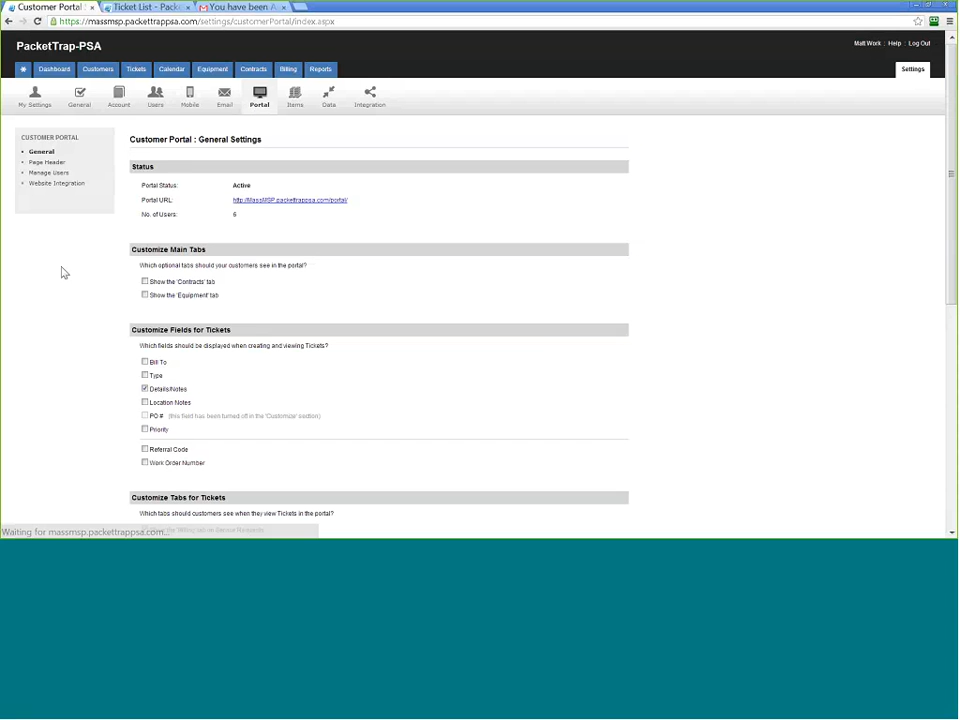 Customer Portal : ×
Ticket List - Packe ×
You have been A ×
https://massmsp.packettrappsa.com/settings/customerPortal/index.aspx
PacketTrap-PSA
Matt Work | Help | Log Out
Dashboard Customers Tickets Calendar Equipment Contracts Billing Reports Settings
My Settings General Account Users Mobile Email Portal Items Data Integration
CUSTOMER PORTAL
General
Page Header
Manage Users
Website Integration
Customer Portal : General Settings
Status
Portal Status: Active
Portal URL: http://MassMSP.packettrappsa.com/portal/
No. of Users: 6
Customize Main Tabs
Which optional tabs should your customers see in the portal?
Show the 'Contracts' tab
Show the 'Equipment' tab
Customize Fields for Tickets
Which fields should be displayed when creating and viewing Tickets?
Bill To
Type
Details/Notes
Location Notes
PO # (this field has been turned off in the 'Customize' section)
Priority
Referral Code
Work Order Number
Customize Tabs for Tickets
Which tabs should customers see when they view Tickets in the portal?
Waiting for massmsp.packettrappsa.com...